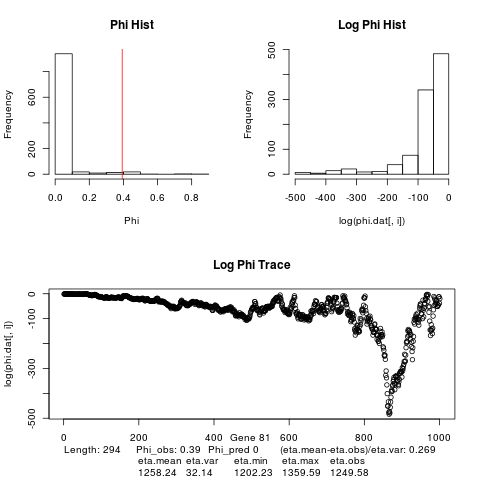 Phi Hist
Log Phi Hist
Frequency
0 200 600
0.0 0.2 0.4 0.6 0.8
Phi
Frequency
0 100 300 500
-500 -400 -300 -200 -100 0
log(phi.dat[, i])
Log Phi Trace
log(phi.dat[, i])
-500 -300 -100 0
0 200 400 600 800 1000
Gene 81
Length: 294 Phi_obs: 0.39 Phi_pred 0 (eta.mean-eta.obs)/eta.var: 0.269
eta.mean eta.var eta.min eta.max eta.obs
1258.24 32.14 1202.23 1359.59 1249.58